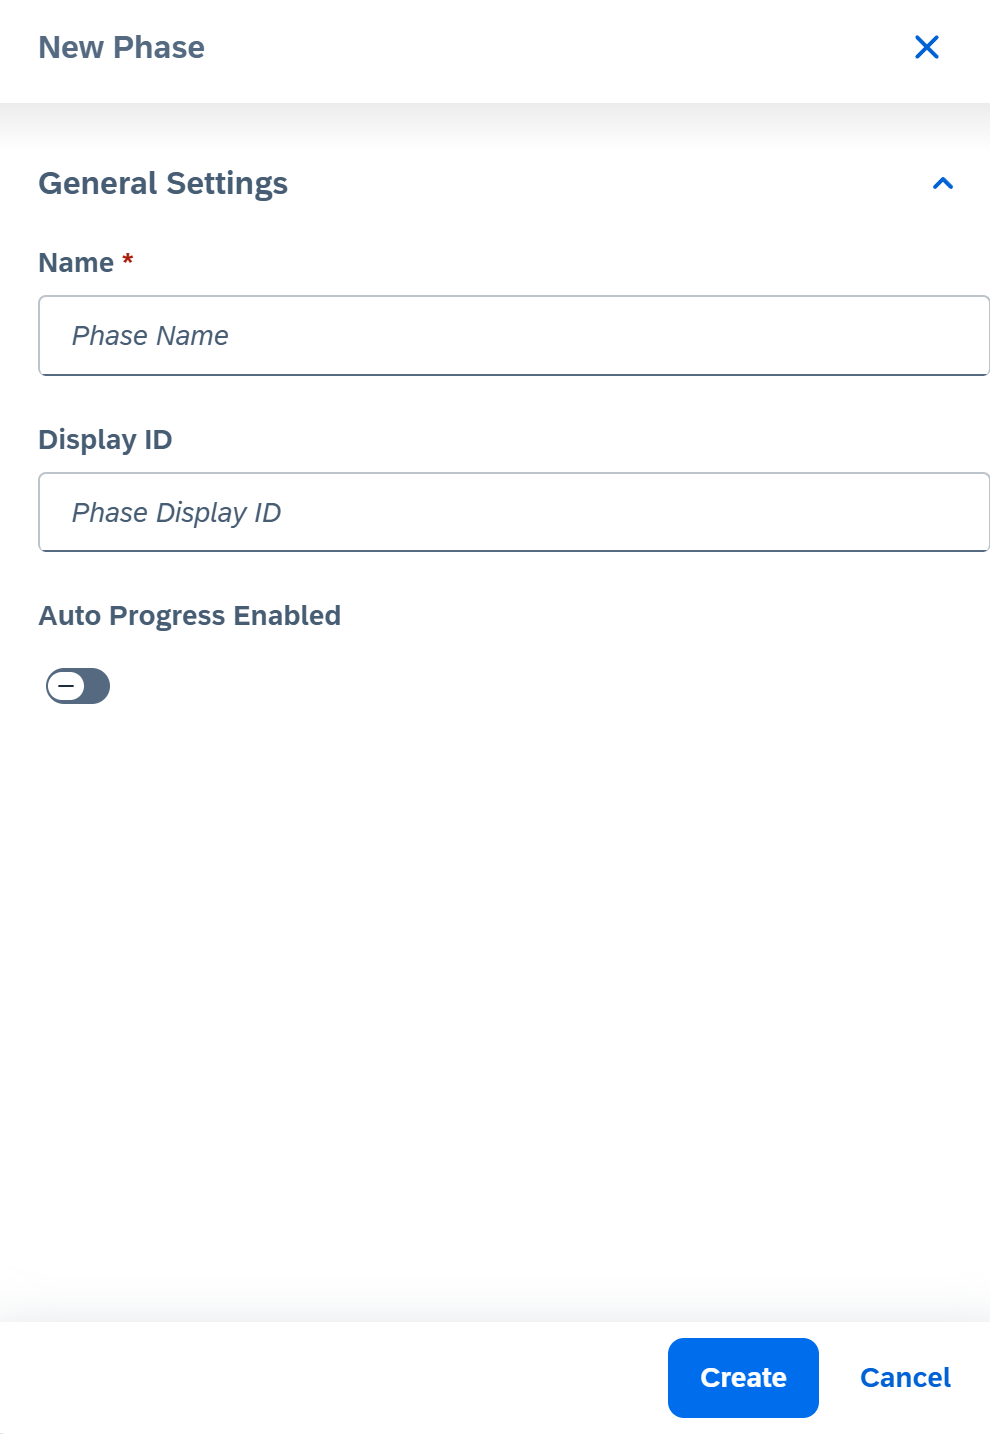 New Phase
General Settings
Name *
Phase Name
Display ID
Phase Display ID
Auto Progress Enabled
Create Cancel